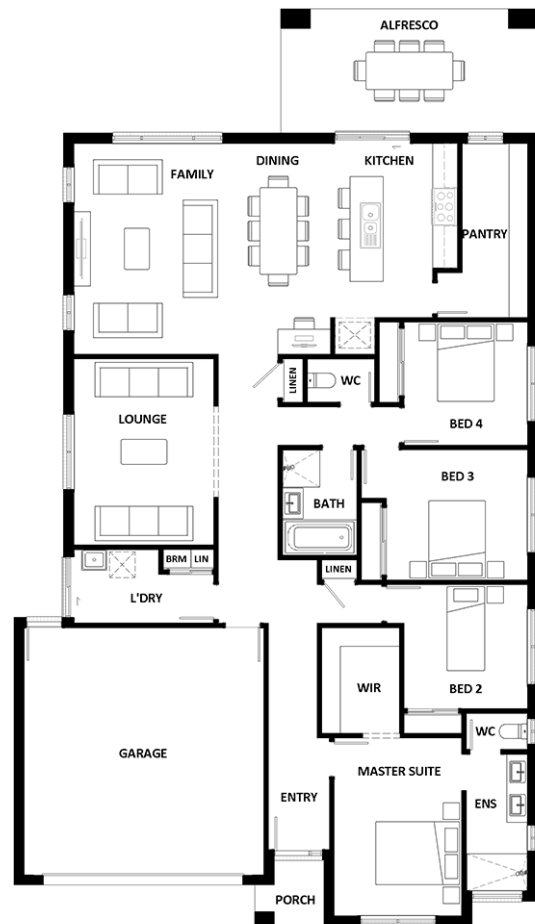 ALFRESCO
FAMILY
DINING
KITCHEN
PANTRY
LINEN
WC
LOUNGE
BED 4
BED 3
BATH
BRM
LIN
LINEN
L'DRY
WIR
BED 2
WC
GARAGE
MASTER SUITE
ENTRY
ENS
PORCH